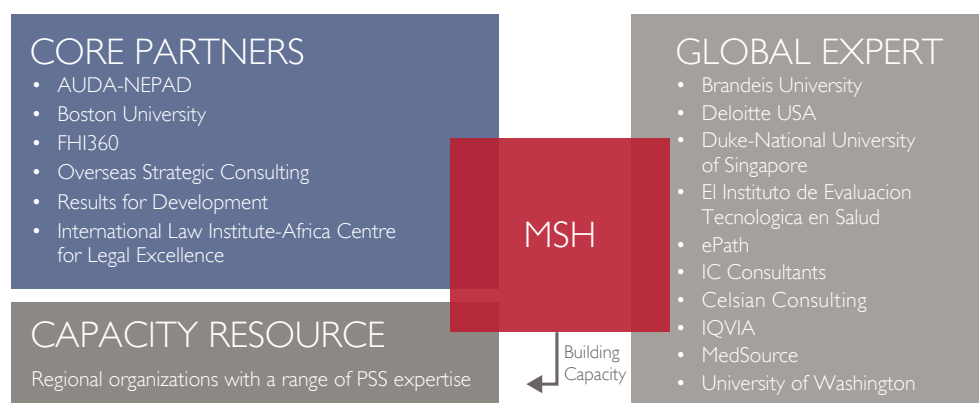 CORE PARTNERS
• AUDA-NEPAD
• Boston University
• FHI360
• Overseas Strategic Consulting
• Results for Development
• International Law Institute-Africa Centre
for Legal Excellence
CAPACITY RESOURCE
Regional organizations with a range of PSS expertise
MSH
Building
Capacity
GLOBAL EXPERT
• Brandeis University
• Deloitte USA
• Duke-National University
of Singapore
• El Instituto de Evaluacion
Tecnologica en Salud
• ePath
• IC Consultants
• Celsian Consulting
• IQVIA
• MedSource
• University of Washington